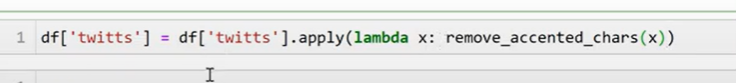 1 df['twitts'] = df['twitts'].apply(lambda x: remove_accented_chars(x))